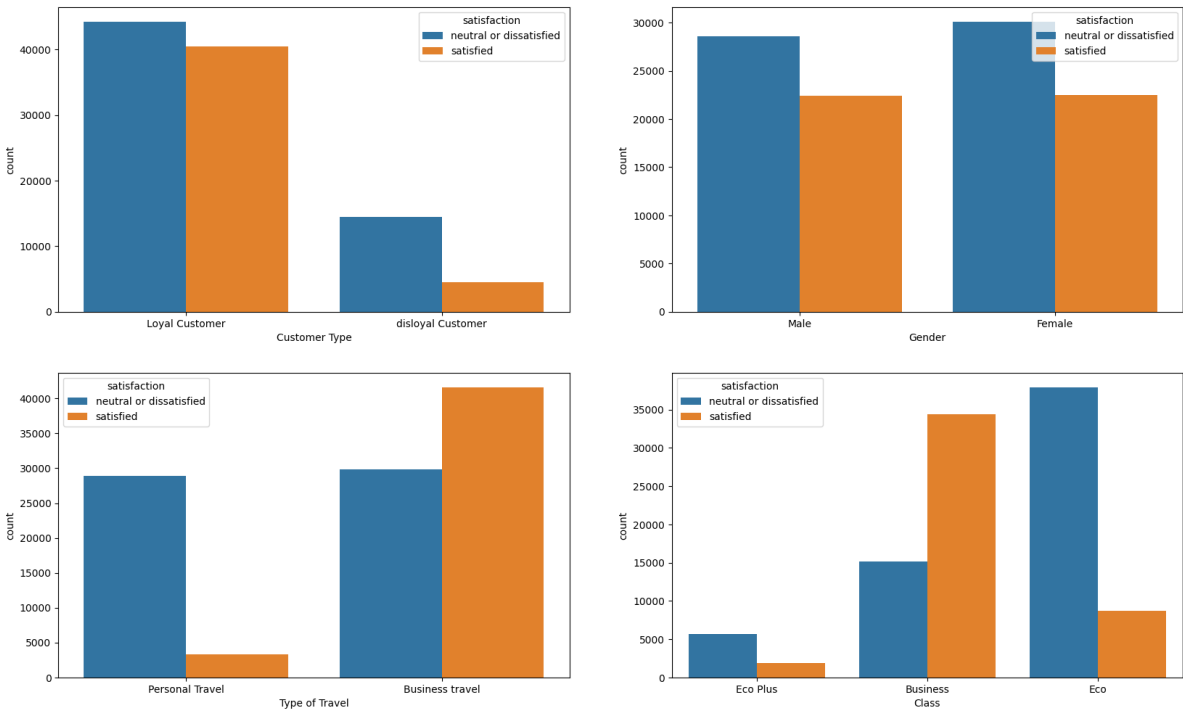 satisfaction
neutral or dissatisfied
satisfied
40000
30000
20000
10000
0
count
Loyal Customer disloyal Customer
Customer Type
satisfaction
neutral or dissatisfied
satisfied
30000
25000
20000
15000
10000
5000
0
count
Male Female
Gender
satisfaction
neutral or dissatisfied
satisfied
40000
35000
30000
25000
20000
15000
10000
5000
0
count
Personal Travel Business travel
Type of Travel
satisfaction
neutral or dissatisfied
satisfied
35000
30000
25000
20000
15000
10000
5000
0
count
Eco Plus Business Eco
Class